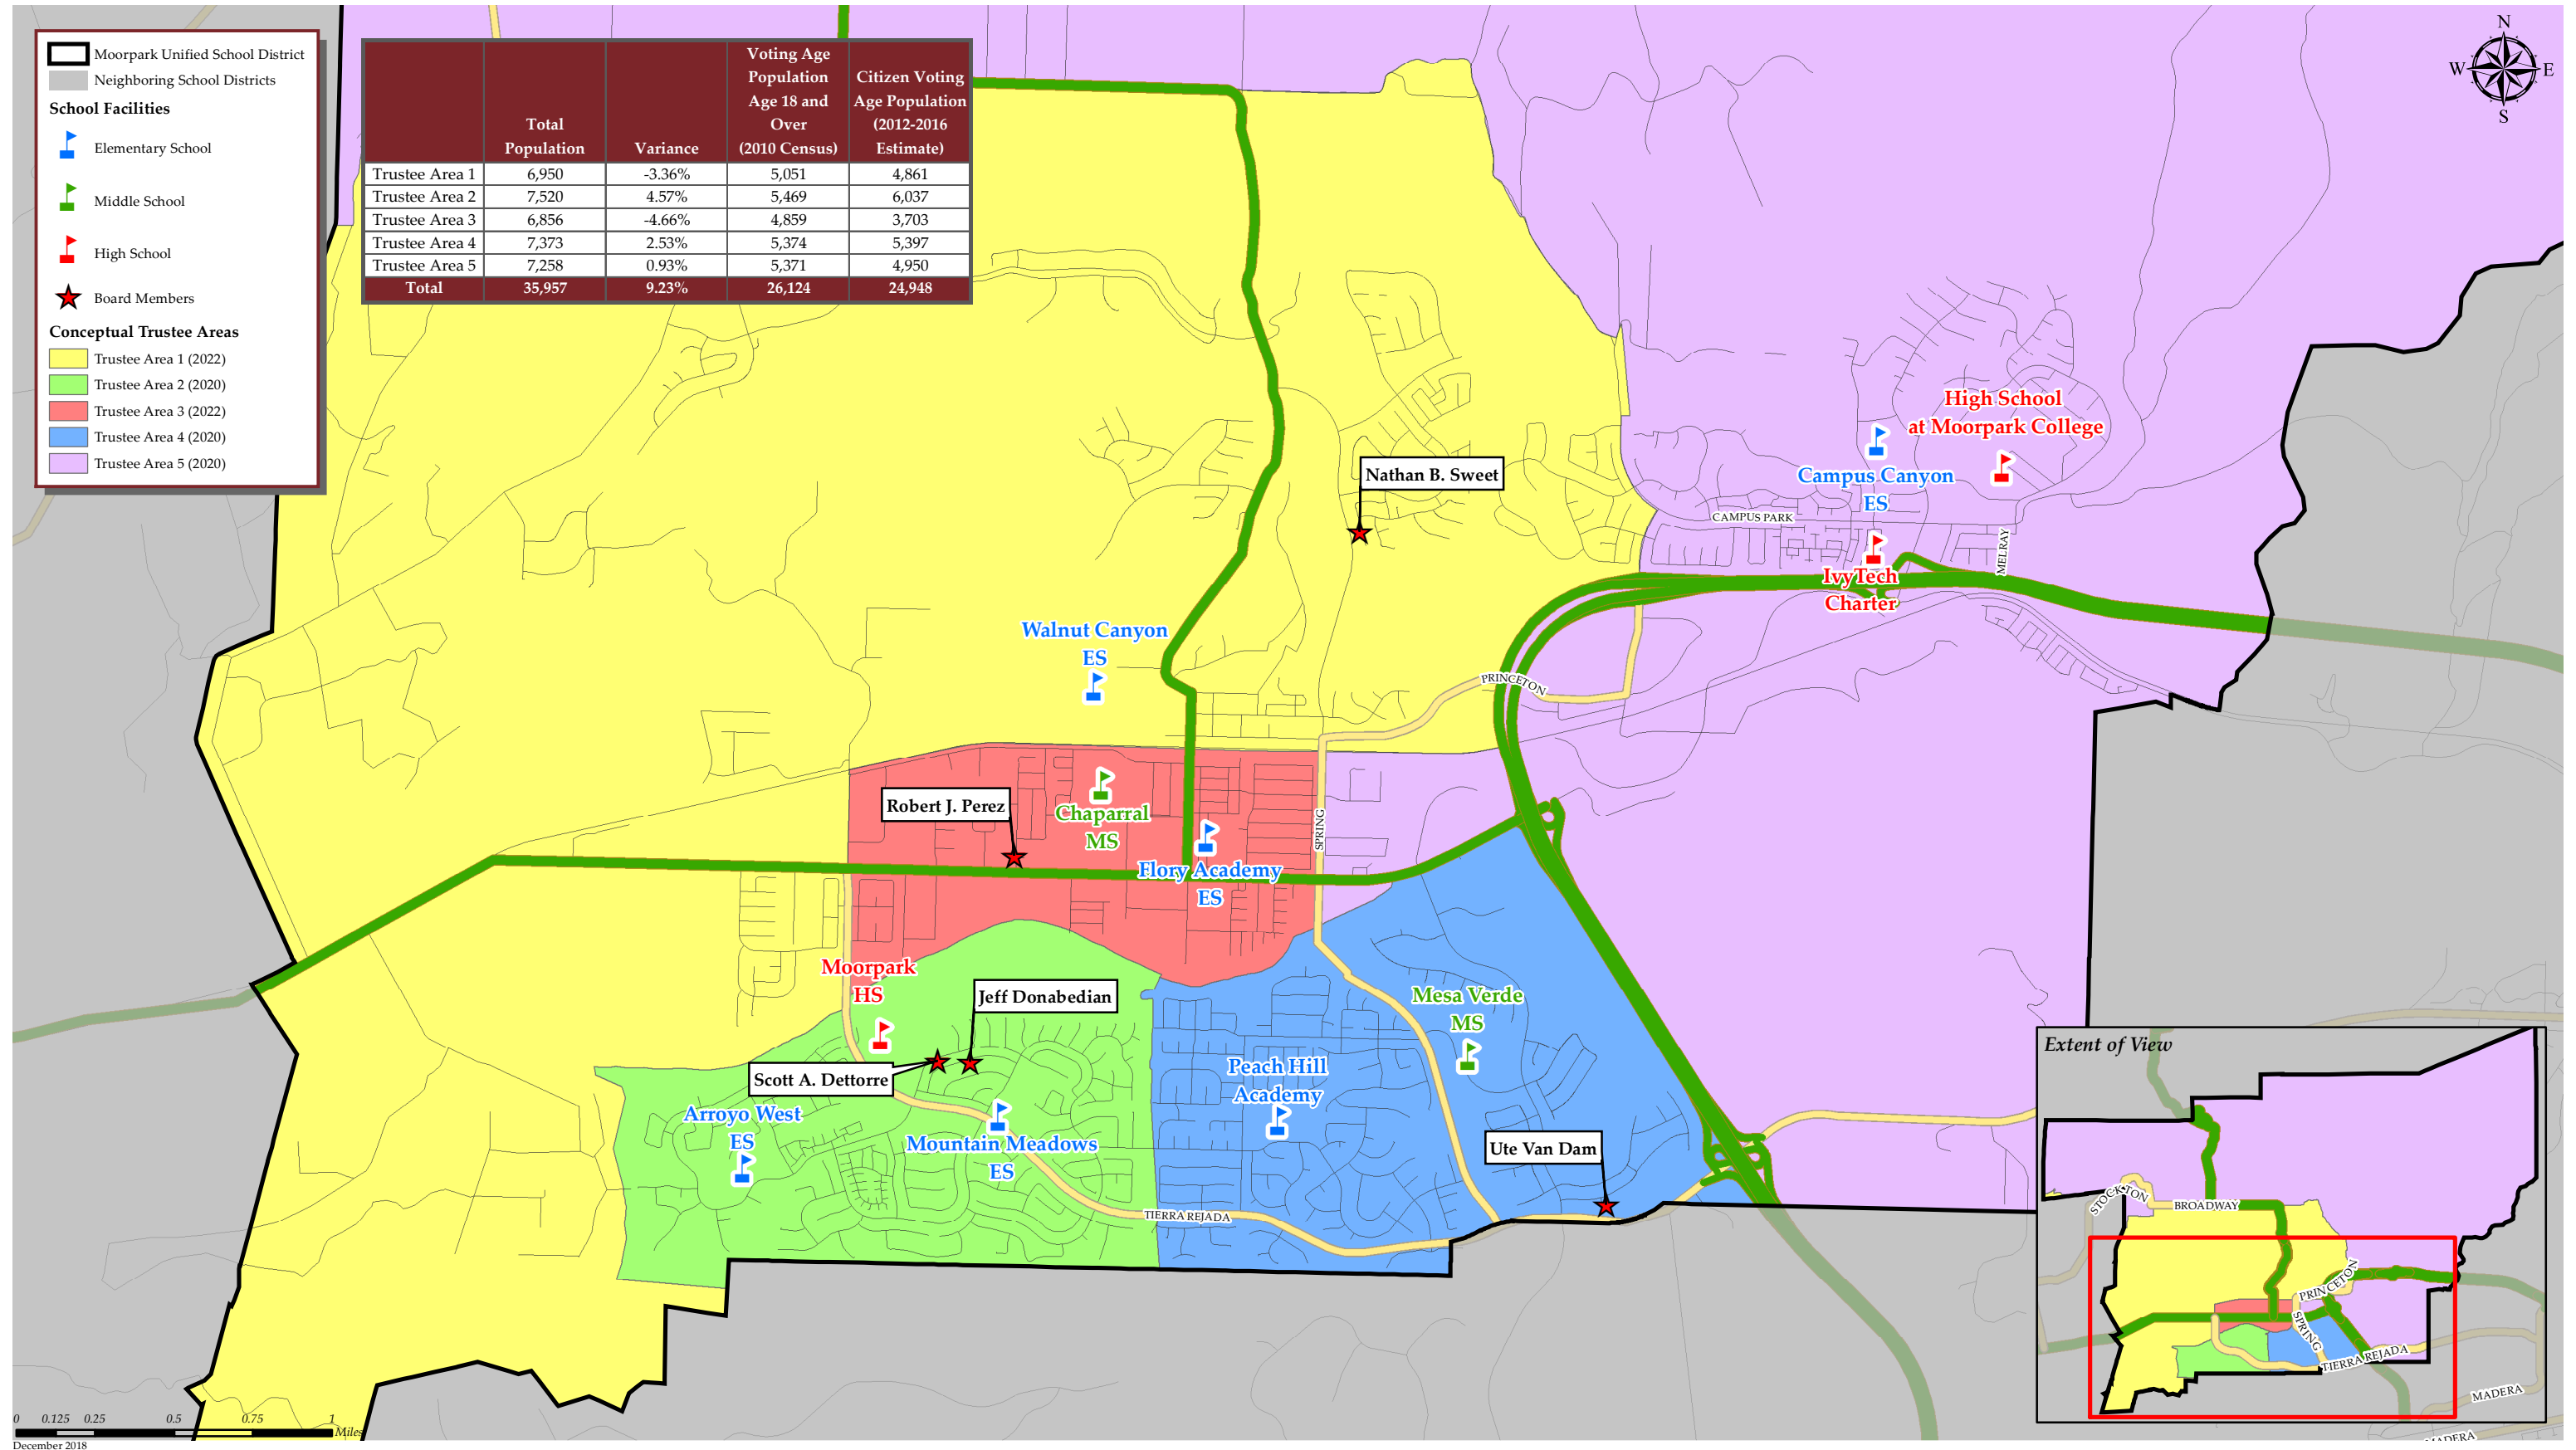 Moorpark Unified School District
Neighboring School Districts
School Facilities
Elementary School
Middle School
High School
Board Members
Conceptual Trustee Areas
Trustee Area 1 (2022)
Trustee Area 2 (2020)
Trustee Area 3 (2022)
Trustee Area 4 (2020)
Trustee Area 5 (2020)
Total Population Variance Voting Age Population Age 18 and Over (2010 Census) Citizen Voting Age Population (2012-2016 Estimate)
Trustee Area 1 6,950 -3.36% 5,051 4,861
Trustee Area 2 7,520 4.57% 5,469 6,037
Trustee Area 3 6,856 -4.66% 4,859 3,703
Trustee Area 4 7,373 2.53% 5,374 5,397
Trustee Area 5 7,258 0.93% 5,371 4,950
Total 35,957 9.23% 26,124 24,948
N
W E
S
High School
at Moorpark College
Nathan B. Sweet
Campus Canyon
ES
CAMPUS PARK
MELRAY
IvyTech
Charter
Walnut Canyon
ES
PRINCETON
Robert J. Perez
Chaparral
MS
SPRING
Flory Academy
ES
Moorpark
HS
Jeff Donabedian
Mesa Verde
MS
Scott A. Dettorre
Peach Hill
Academy
Arroyo West
ES
Mountain Meadows
ES
Ute Van Dam
TIERRA REJADA
Extent of View
STOCKTON
BROADWAY
PRINCETON
SPRING
TIERRA REJADA
MADERA
MADERA
0 0.125 0.25 0.5 0.75 1
Miles
December 2018